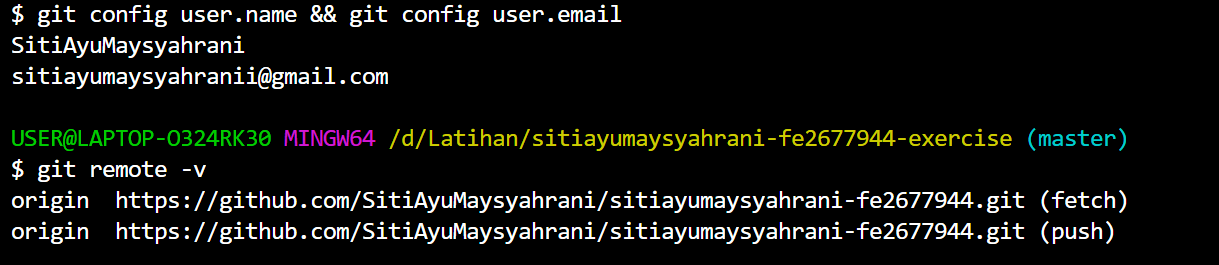 $ git config user.name && git config user.email
SitiAyuMaysyahrani
sitiayumaysyahranii@gmail.com
USER@LAPTOP-O324RK30 MINGW64 /d/Latihan/sitiayumaysyahrani-fe2677944-exercise (master)
$ git remote -v
origin  https://github.com/SitiAyuMaysyahrani/sitiayumaysyahrani-fe2677944.git (fetch)
origin  https://github.com/SitiAyuMaysyahrani/sitiayumaysyahrani-fe2677944.git (push)